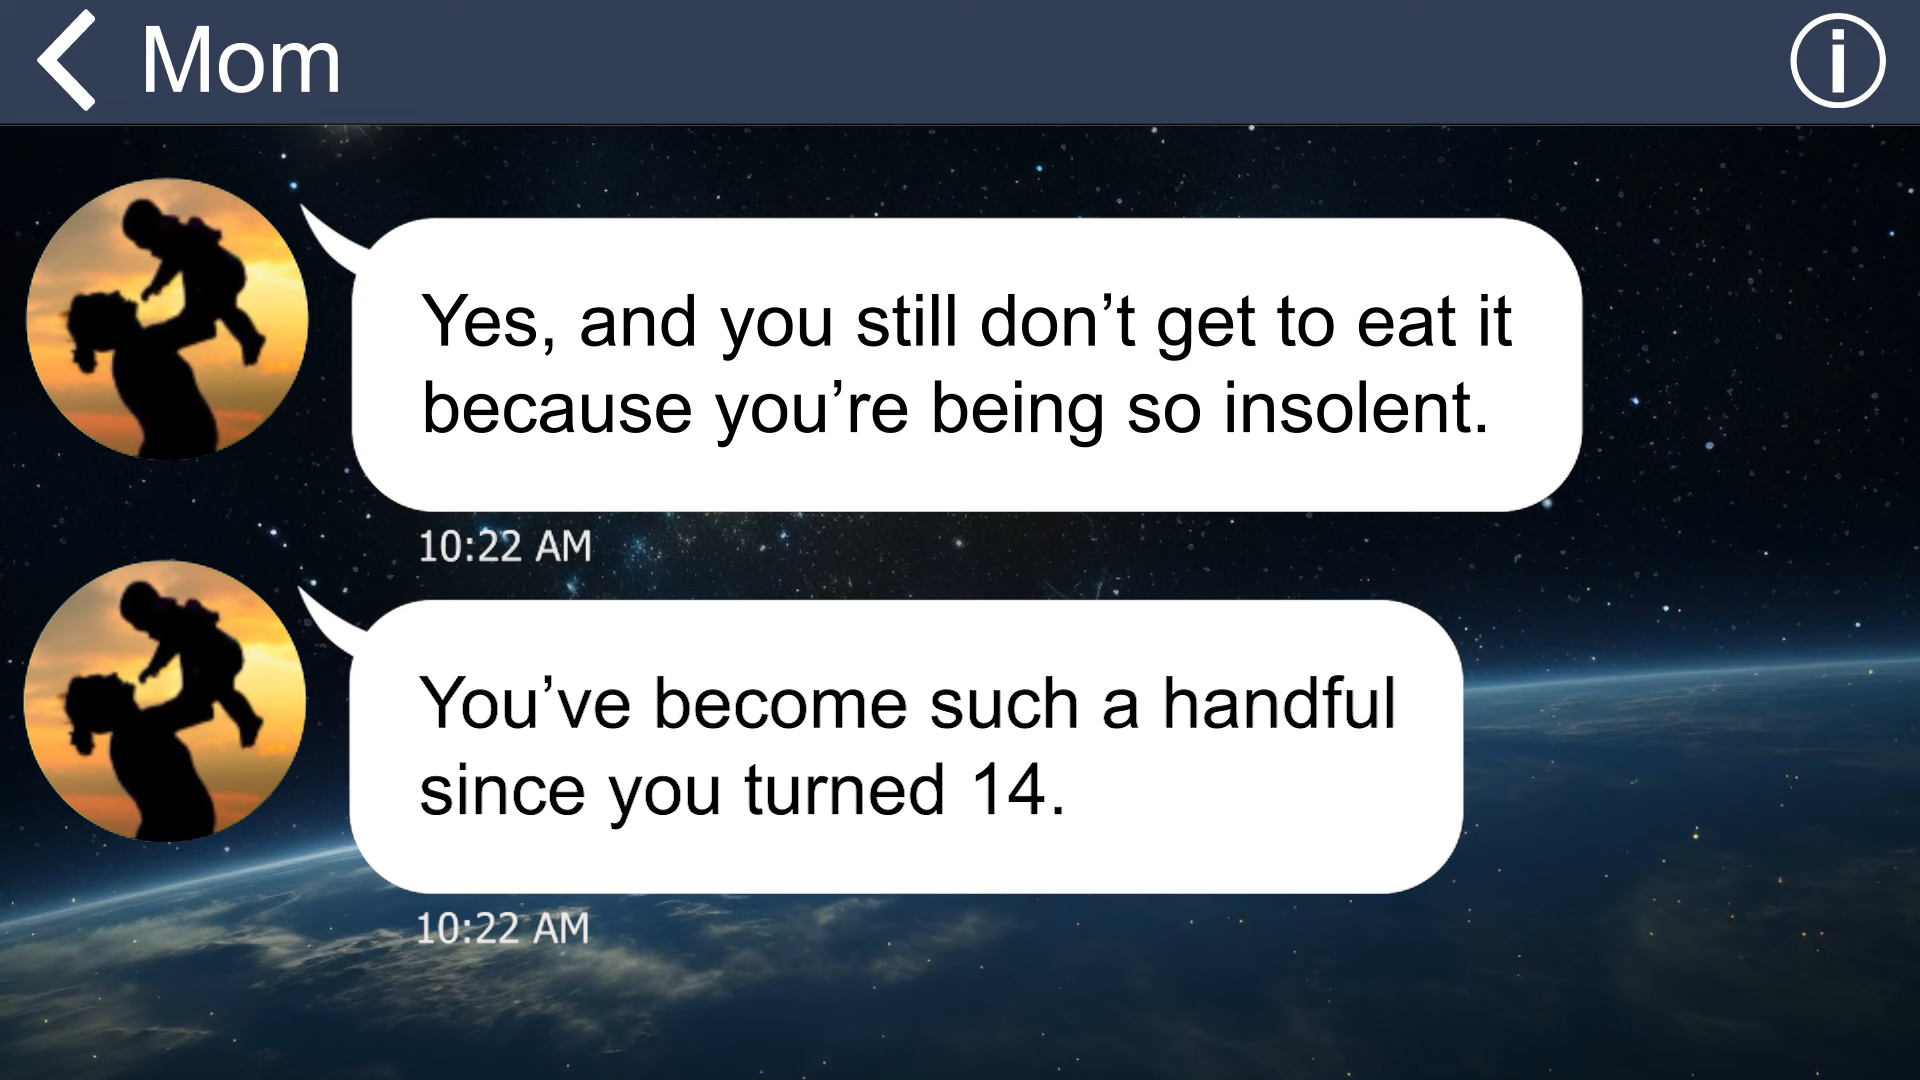 Mom
Yes, and you still don’t get to eat it
because you’re being so insolent.
10:22 AM
You’ve become such a handful
since you turned 14.
10:22 AM